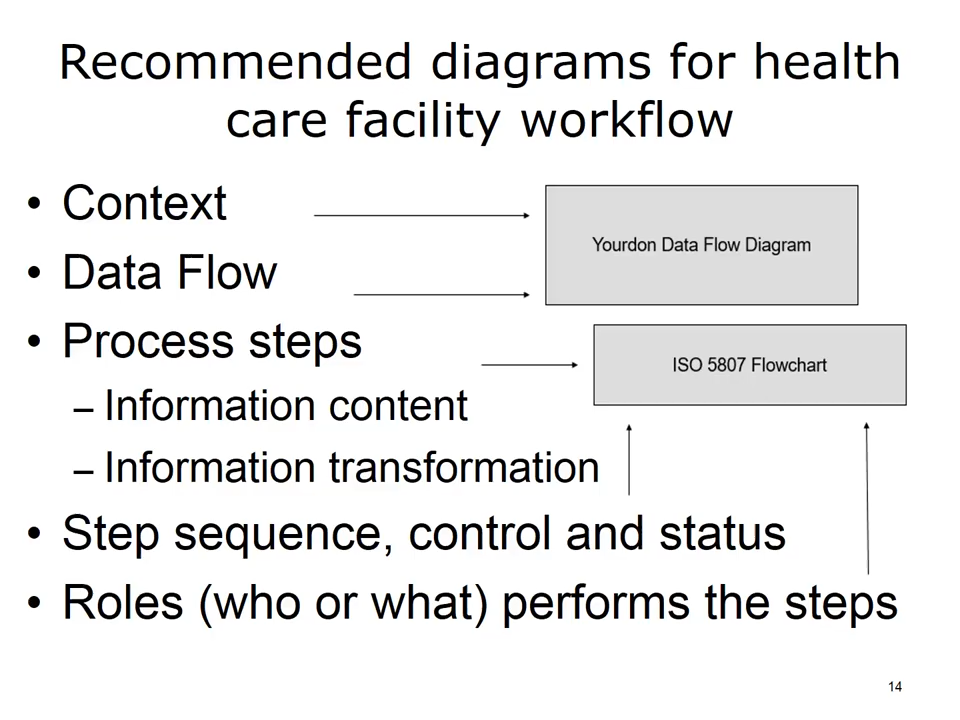 Recommended diagrams for health
care facility workflow
• Context
• Data Flow
• Process steps
– Information content
– Information transformation
• Step sequence, control and status
• Roles (who or what) performs the steps
Yourdon Data Flow Diagram
ISO 5807 Flowchart
14